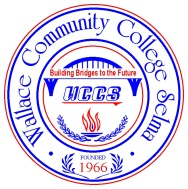 Wallace Community College Selma
Building Bridges to the Future
WCCS
FOUNDED
1966